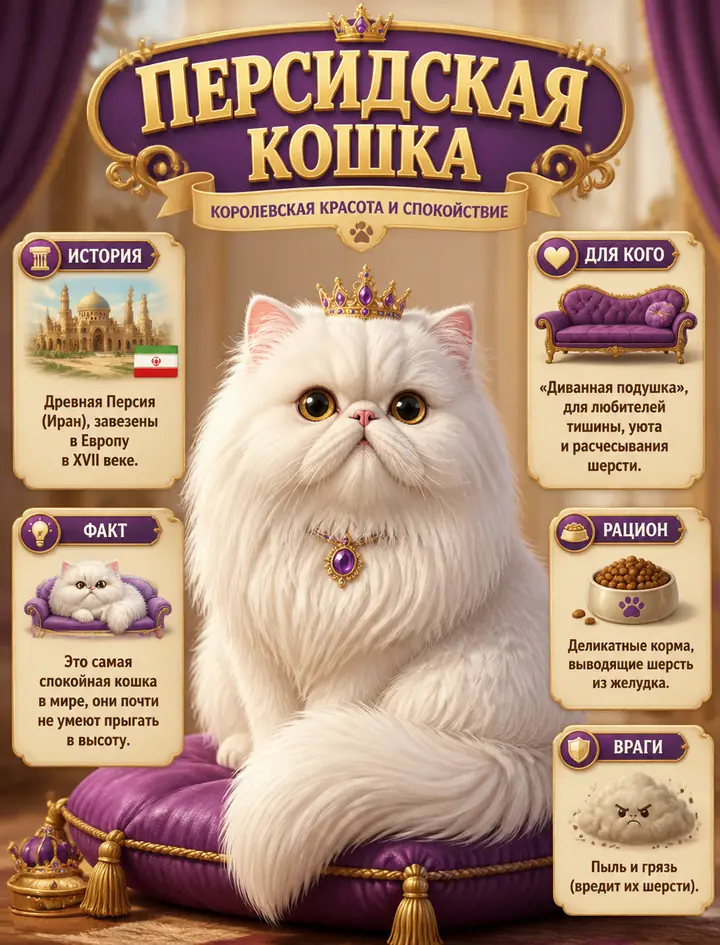 ПЕРСИДСКАЯ
КОШКА
КОРОЛЕВСКАЯ КРАСОТА И СПОКОЙСТВИЕ
ИСТОРИЯ
Древная Персия
(Иран), завезены
в Европу
в XVII веке.
ФАКТ
Это самая
спокойная кошка
в мире, они почти
не умеют прыгать
в высоту.
ДЛЯ КОГО
«Диванная подушка»,
для любителей
тишины, уюта
и расчесывания
шерсти.
РАЦИОН
Деликатные корма,
выводящие шерсть
из желудка.
ВРАГИ
Пыль и грязь
(вредит их шерсти).